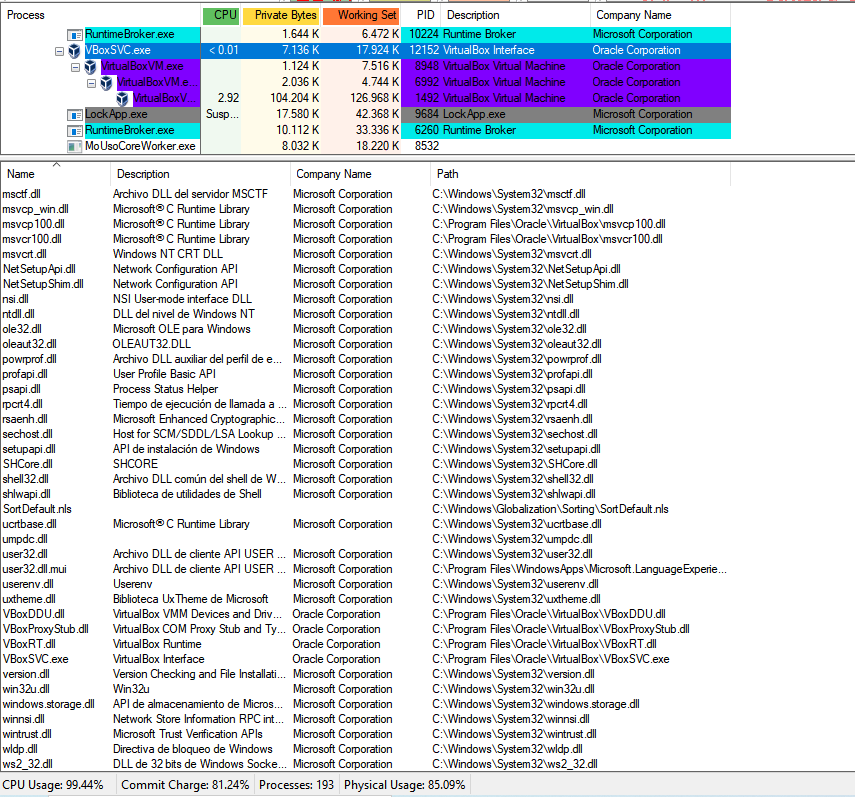 Process CPU Private Bytes Working Set PID Description Company Name
RuntimeBroker.exe 1.644 K 6.472 K 10224 Runtime Broker Microsoft Corporation
VBoxSVC.exe < 0.01 7.136 K 17.924 K 12152 VirtualBox Interface Oracle Corporation
VirtualBoxVM.exe 1.124 K 7.516 K 8948 VirtualBox Virtual Machine Oracle Corporation
VirtualBoxVM.e... 2.036 K 4.744 K 6992 VirtualBox Virtual Machine Oracle Corporation
VirtualBoxV... 2.92 104.204 K 126.968 K 1492 VirtualBox Virtual Machine Oracle Corporation
LockApp.exe Susp... 17.580 K 42.368 K 9684 LockApp.exe Microsoft Corporation
RuntimeBroker.exe 10.112 K 33.336 K 6260 Runtime Broker Microsoft Corporation
MoUsoCoreWorker.exe 8.032 K 18.220 K 8532
Name Description Company Name Path
msctf.dll Archivo DLL del servidor MSCTF Microsoft Corporation C:\Windows\System32\msctf.dll
msvcp_win.dll Microsoft® C Runtime Library Microsoft Corporation C:\Windows\System32\msvcp_win.dll
msvcp100.dll Microsoft® C Runtime Library Microsoft Corporation C:\Program Files\Oracle\VirtualBox\msvcp100.dll
msvcr100.dll Microsoft® C Runtime Library Microsoft Corporation C:\Program Files\Oracle\VirtualBox\msvcr100.dll
msvcrt.dll Windows NT CRT DLL Microsoft Corporation C:\Windows\System32\msvcrt.dll
NetSetupApi.dll Network Configuration API Microsoft Corporation C:\Windows\System32\NetSetupApi.dll
NetSetupShim.dll Network Configuration API Microsoft Corporation C:\Windows\System32\NetSetupShim.dll
nsi.dll NSI User-mode interface DLL Microsoft Corporation C:\Windows\System32\nsi.dll
ntdll.dll DLL del nivel de Windows NT Microsoft Corporation C:\Windows\System32\ntdll.dll
ole32.dll Microsoft OLE para Windows Microsoft Corporation C:\Windows\System32\ole32.dll
oleaut32.dll OLEAUT32.DLL Microsoft Corporation C:\Windows\System32\oleaut32.dll
powrprof.dll Archivo DLL auxiliar del perfil de e... Microsoft Corporation C:\Windows\System32\powrprof.dll
profapi.dll User Profile Basic API Microsoft Corporation C:\Windows\System32\profapi.dll
psapi.dll Process Status Helper Microsoft Corporation C:\Windows\System32\psapi.dll
rpcrt4.dll Tiempo de ejecución de llamada a ... Microsoft Corporation C:\Windows\System32\rpcrt4.dll
rsaenh.dll Microsoft Enhanced Cryptographic... Microsoft Corporation C:\Windows\System32\rsaenh.dll
sechost.dll Host for SCM/SDDL/LSA Lookup ... Microsoft Corporation C:\Windows\System32\sechost.dll
setupapi.dll API de instalación de Windows Microsoft Corporation C:\Windows\System32\setupapi.dll
SHCore.dll SHCORE Microsoft Corporation C:\Windows\System32\SHCore.dll
shell32.dll Archivo DLL común del shell de W... Microsoft Corporation C:\Windows\System32\shell32.dll
shlwapi.dll Biblioteca de utilidades de Shell Microsoft Corporation C:\Windows\System32\shlwapi.dll
SortDefault.nls C:\Windows\Globalization\Sorting\SortDefault.nls
ucrtbase.dll Microsoft® C Runtime Library Microsoft Corporation C:\Windows\System32\ucrtbase.dll
umpdc.dll C:\Windows\System32\umpdc.dll
user32.dll Archivo DLL de cliente API USER ... Microsoft Corporation C:\Windows\System32\user32.dll
user32.dll.mui Archivo DLL de cliente API USER ... Microsoft Corporation C:\Program Files\WindowsApps\Microsoft.LanguageExperie...
userenv.dll Userenv Microsoft Corporation C:\Windows\System32\userenv.dll
uxtheme.dll Biblioteca UxTheme de Microsoft Microsoft Corporation C:\Windows\System32\uxtheme.dll
VBoxDDU.dll VirtualBox VMM Devices and Driv... Oracle Corporation C:\Program Files\Oracle\VirtualBox\VBoxDDU.dll
VBoxProxyStub.dll VirtualBox COM Proxy Stub and Ty... Oracle Corporation C:\Program Files\Oracle\VirtualBox\VBoxProxyStub.dll
VBoxRT.dll VirtualBox Runtime Oracle Corporation C:\Program Files\Oracle\VirtualBox\VBoxRT.dll
VBoxSVC.exe VirtualBox Interface Oracle Corporation C:\Program Files\Oracle\VirtualBox\VBoxSVC.exe
version.dll Version Checking and File Installati... Microsoft Corporation C:\Windows\System32\version.dll
win32u.dll Win32u Microsoft Corporation C:\Windows\System32\win32u.dll
windows.storage.dll API de almacenamiento de Micros... Microsoft Corporation C:\Windows\System32\windows.storage.dll
winnsi.dll Network Store Information RPC int... Microsoft Corporation C:\Windows\System32\winnsi.dll
wintrust.dll Microsoft Trust Verification APIs Microsoft Corporation C:\Windows\System32\wintrust.dll
wldp.dll Directiva de bloqueo de Windows Microsoft Corporation C:\Windows\System32\wldp.dll
ws2_32.dll DLL de 32 bits de Windows Socke... Microsoft Corporation C:\Windows\System32\ws2_32.dll
CPU Usage: 99.44% Commit Charge: 81.24% Processes: 193 Physical Usage: 85.09%